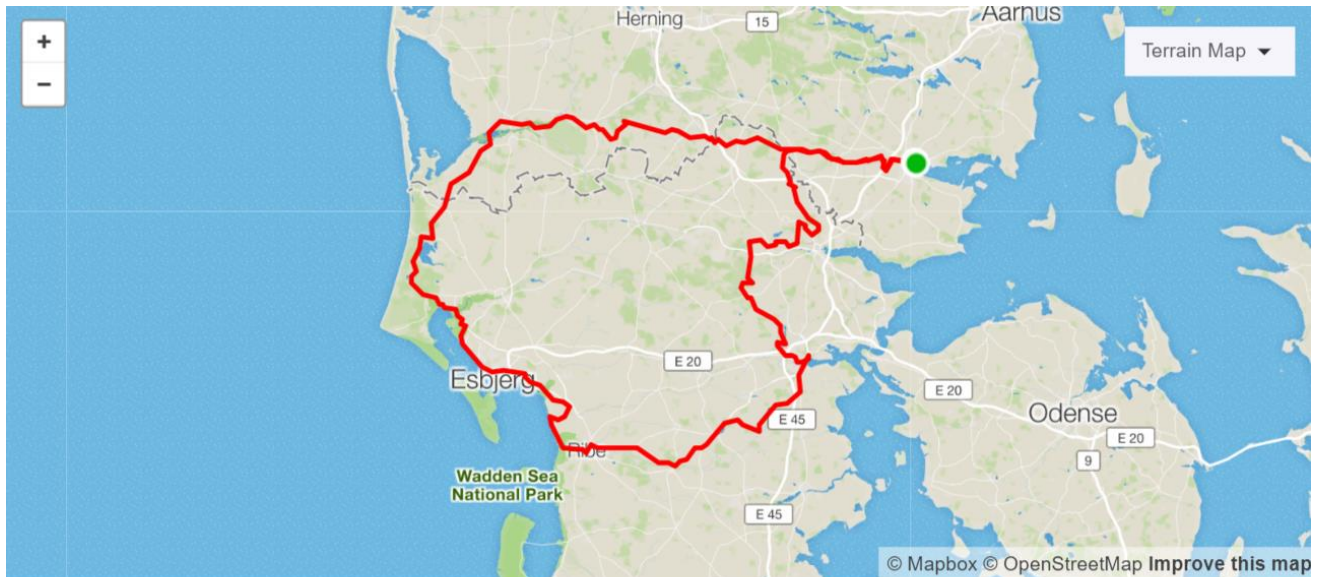 +
−
Herning
15
Aarhus
Terrain Map
E 20
Esbjerg
E 20
Odense
E 45
E 20
9
Ribe
Wadden Sea
National Park
E 45
© Mapbox © OpenStreetMap Improve this map